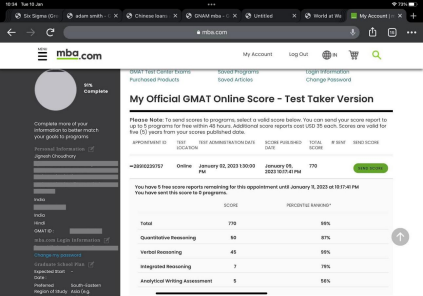 10:34 Tue 10 Jan
73%
Six Sigma (Gre
adam smith -
Chinese loans
GNAM mba -
Untitled
World at Wa
My Account |
mba.com
MENU
mba.com
My Account
Log Out
IN
GMAT Test Center Exams
Saved Programs
Login Information
Purchased Products
Saved Articles
Change Password
91%
Complete
Complete more of your
information to better match
your goals to programs
Personal Information
Jignesh Choudhary
India
India
Hindi
GMAT ID :
mba.com Login Information
Change my password
Graduate School Plan
Expected Start -
Date :
Preferred South-Eastern
Region of Study Asia (e.g.
My Official GMAT Online Score - Test Taker Version
Please Note: To send scores to programs, select a valid score below. You can send your score report to
up to 5 programs for free within 48 hours. Additional score reports cost USD 35 each. Scores are valid for
five (5) years from your scores published date.
APPOINTMENT ID TEST LOCATION TEST ADMINISTRATION DATE SCORE PUBLISHED DATE TOTAL SCORE # SENT SEND SCORE
Online January 02, 2023 1:30:00 PM January 05, 2023 10:17:41 PM 770 SEND SCORE
You have 5 free score reports remaining for this appointment until January 11, 2023 at 10:17:41 PM
You have sent this score to 0 programs.
SCORE PERCENTILE RANKING*
Total 770 99%
Quantitative Reasoning 50 87%
Verbal Reasoning 45 99%
Integrated Reasoning 7 79%
Analytical Writing Assessment 5 56%